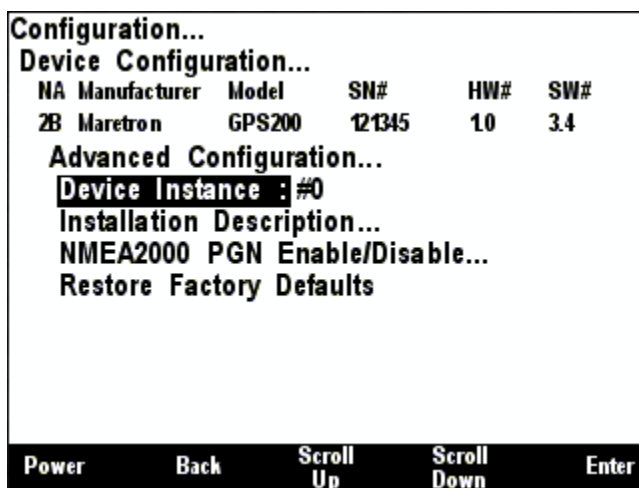 Configuration...
Device Configuration...
NA Manufacturer Model SN# HW# SW#
2B Maretron GPS200 121345 1.0 3.4
Advanced Configuration...
Device Instance : #0
Installation Description...
NMEA2000 PGN Enable/Disable...
Restore Factory Defaults
Power Back Scroll Up Scroll Down Enter